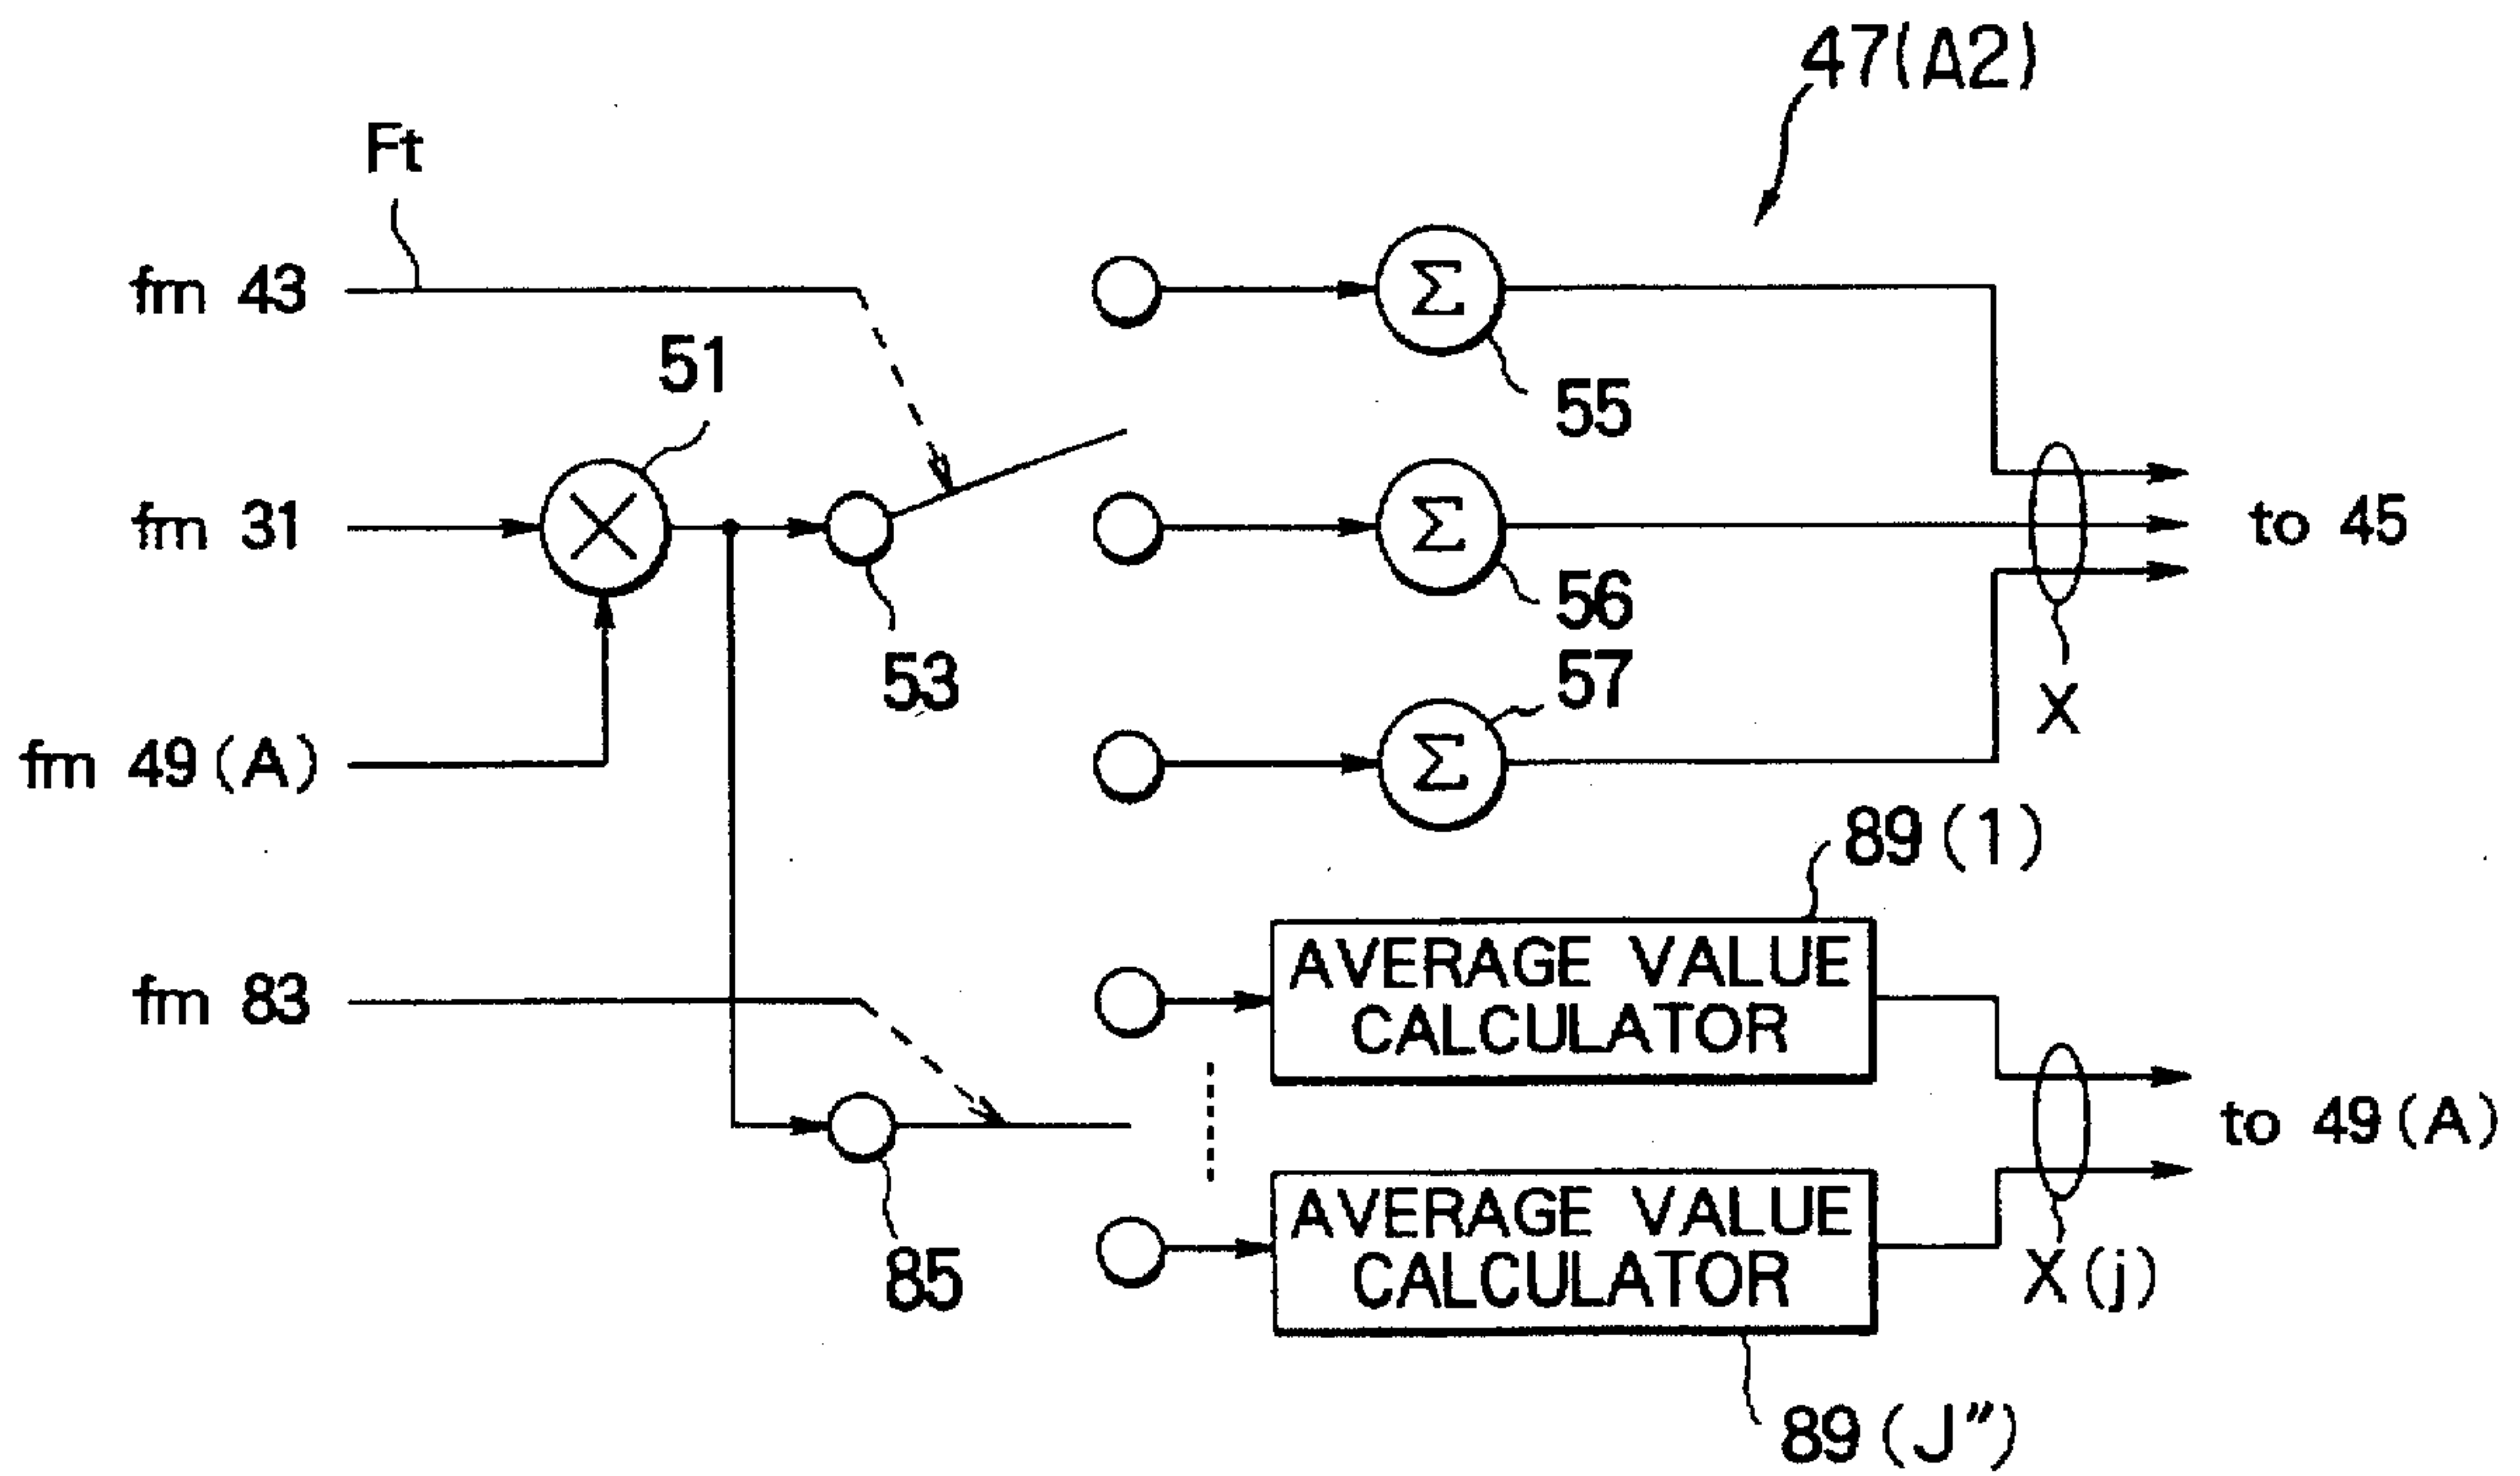 47(A2)
Ft
fm 43
51
Σ
55
fm 31
Σ
to 45
53
56
57
X
fm 49(A)
Σ
89(1)
fm 83
AVERAGE VALUE
CALCULATOR
to 49(A)
85
AVERAGE VALUE
CALCULATOR
X(j)
89(J")